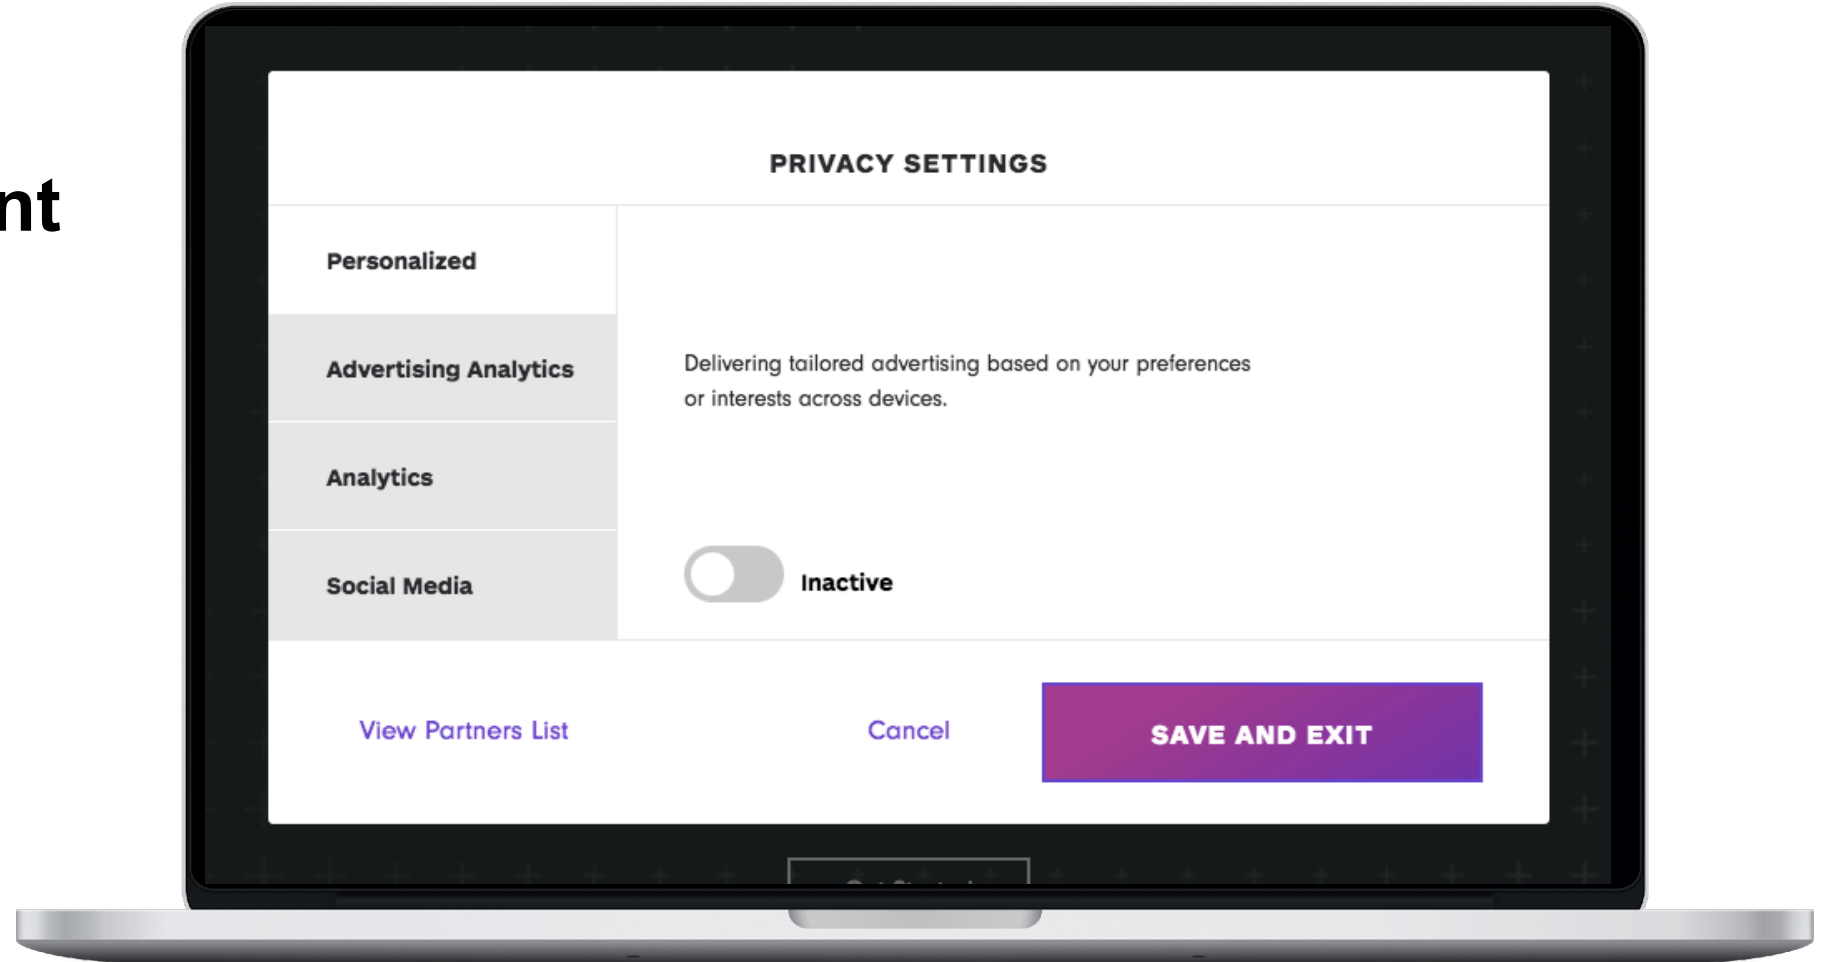 nt
PRIVACY SETTINGS
Personalized
Advertising Analytics
Analytics
Social Media
Delivering tailored advertising based on your preferences
or interests across devices.
Inactive
View Partners List
Cancel
SAVE AND EXIT